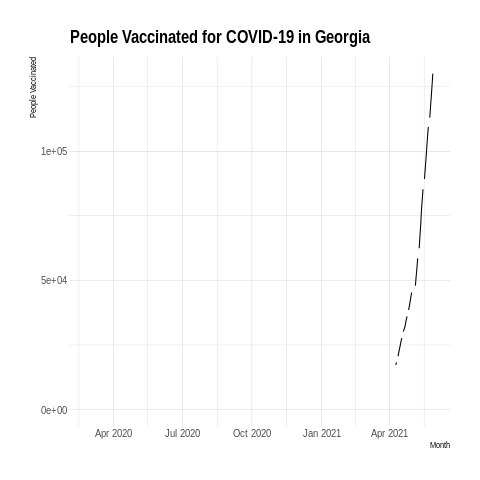 People Vaccinated for COVID-19 in Georgia
People Vaccinated
1e+05
5e+04
0e+00
Apr 2020
Jul 2020
Oct 2020
Jan 2021
Apr 2021
Month